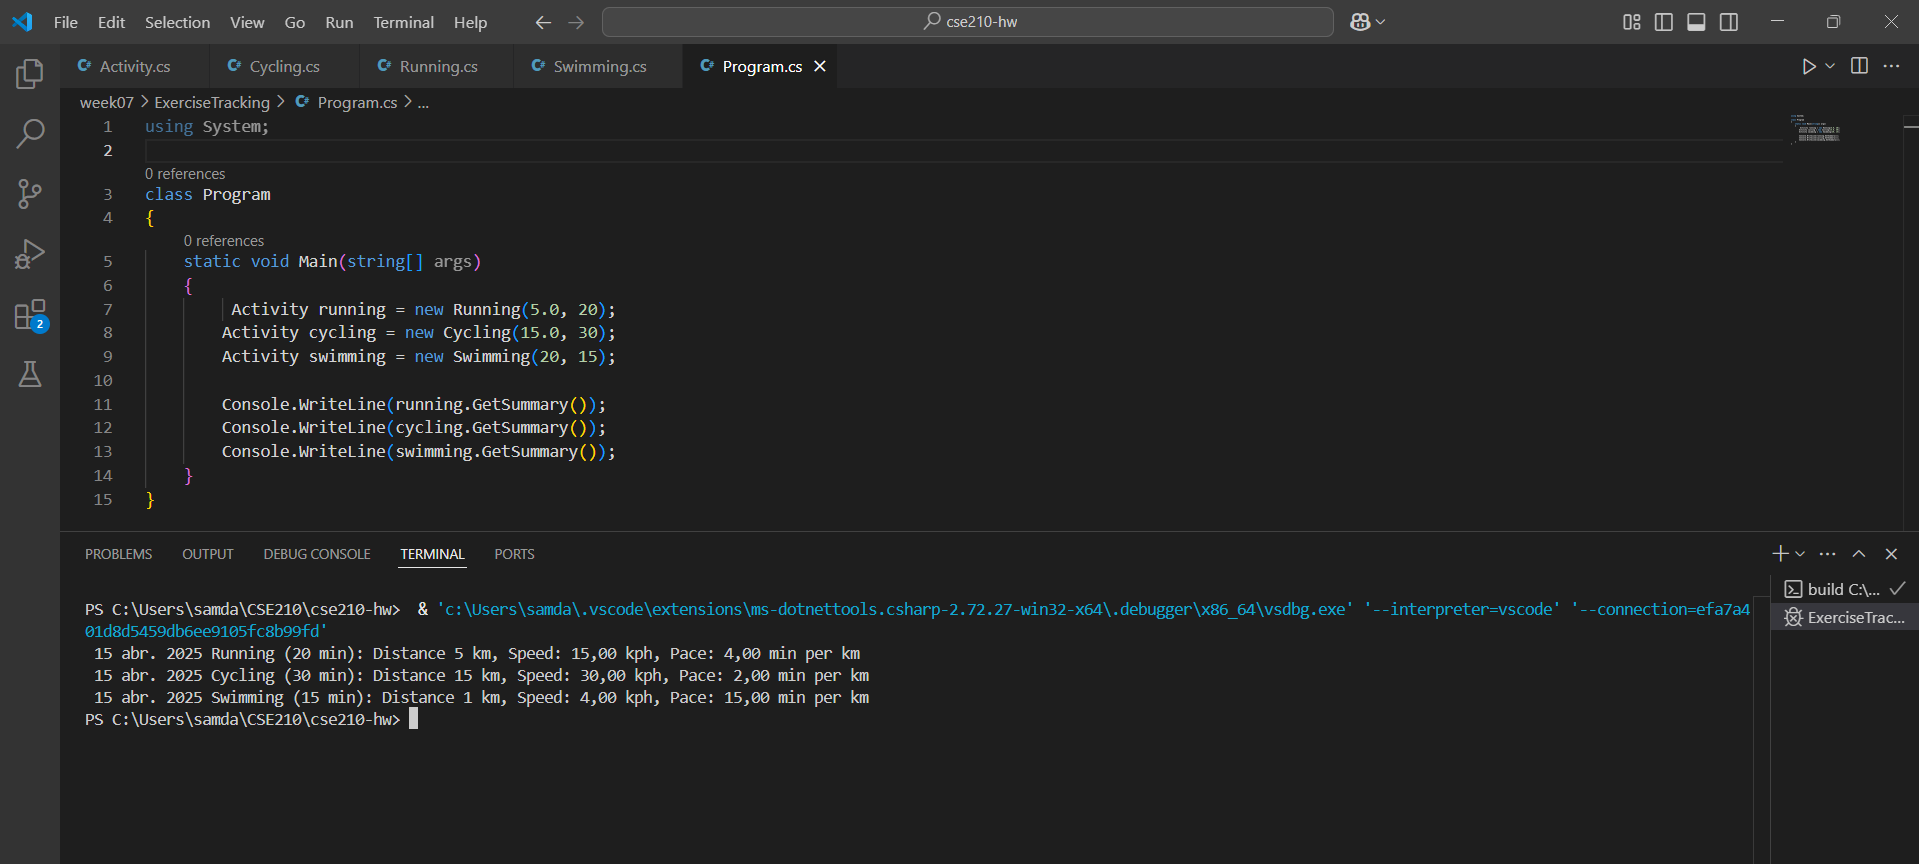 File Edit Selection View Go Run Terminal Help cse210-hw
Activity.cs Cycling.cs Running.cs Swimming.cs Program.cs
week07 > ExerciseTracking > Program.cs > ...
1 using System;
2
0 references
3 class Program
4 {
0 references
5 static void Main(string[] args)
6 {
7 Activity running = new Running(5.0, 20);
8 Activity cycling = new Cycling(15.0, 30);
9 Activity swimming = new Swimming(20, 15);
10
11 Console.WriteLine(running.GetSummary());
12 Console.WriteLine(cycling.GetSummary());
13 Console.WriteLine(swimming.GetSummary());
14 }
15 }
2
PROBLEMS OUTPUT DEBUG CONSOLE TERMINAL PORTS
build C:\...
ExerciseTrac...
PS C:\Users\samda\CSE210\cse210-hw> & 'c:\Users\samda\.vscode\extensions\ms-dotnettools.csharp-2.72.27-win32-x64\.debugger\x86_64\vsdbg.exe' '--interpreter=vscode' '--connection=efa7a4
01d8d5459db6ee9105fc8b99fd'
15 abr. 2025 Running (20 min): Distance 5 km, Speed: 15,00 kph, Pace: 4,00 min per km
15 abr. 2025 Cycling (30 min): Distance 15 km, Speed: 30,00 kph, Pace: 2,00 min per km
15 abr. 2025 Swimming (15 min): Distance 1 km, Speed: 4,00 kph, Pace: 15,00 min per km
PS C:\Users\samda\CSE210\cse210-hw>